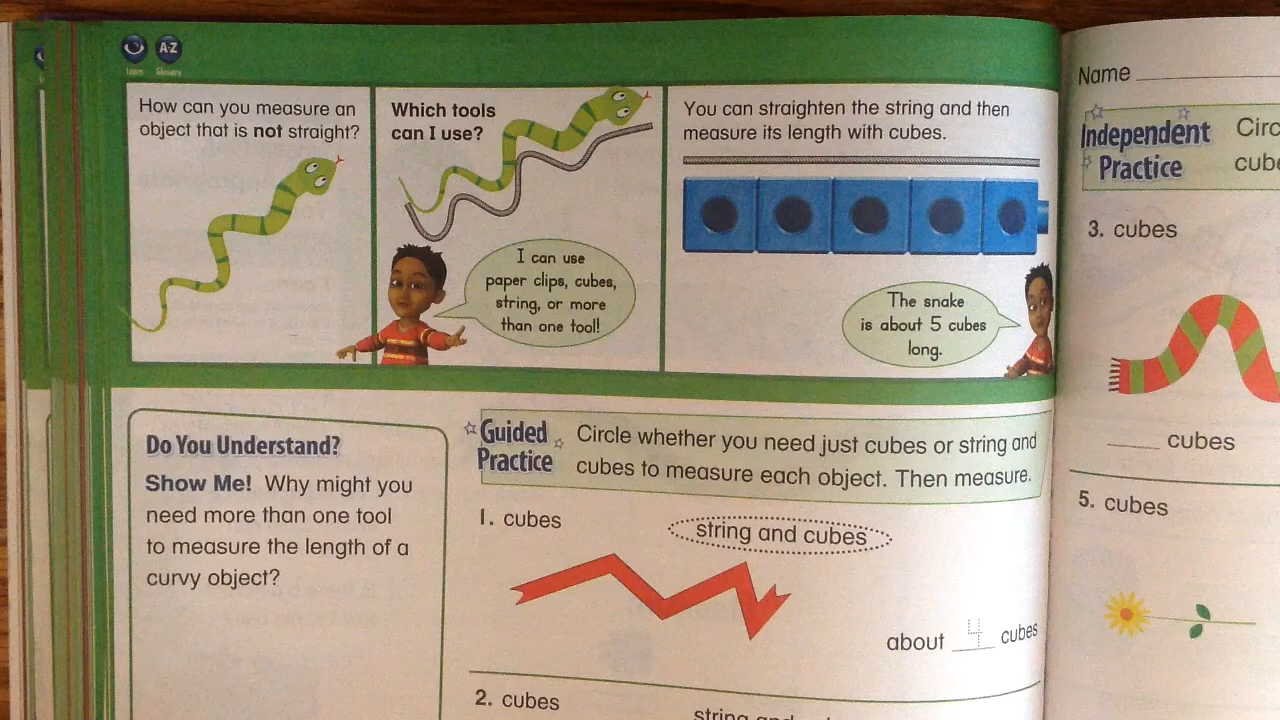 A-Z
Learn Glossary
How can you measure an
object that is not straight?
Which tools
can I use?
I can use
paper clips, cubes,
string, or more
than one tool!
You can straighten the string and then
measure its length with cubes.
The snake
is about 5 cubes
long.
Do You Understand?
Show Me! Why might you
need more than one tool
to measure the length of a
curvy object?
Guided
Practice
Circle whether you need just cubes or string and
cubes to measure each object. Then measure.
1. cubes
string and cubes
about 4 cubes
2. cubes
string
Name
Independent
Practice
3. cubes
cubes
5. cubes